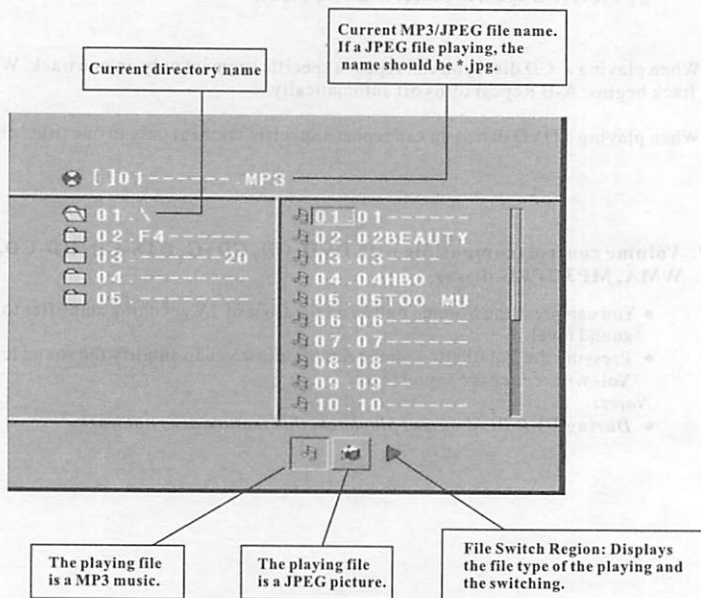 Current MP3/JPEG file name.
If a JPEG file playing, the
name should be *.jpg.
Current directory name
[ ]01-------.MP3
01.\
02.F4-----
03------20
04------
05------
01 01------
02.02BEAUTY
03.03------
04.04HBO
05.05TOO MU
06.06------
07.07------
08.08------
09.09------
10.10------
The playing file
is a MP3 music.
The playing file
is a JPEG picture.
File Switch Region: Displays
the file type of the playing and
the switching.